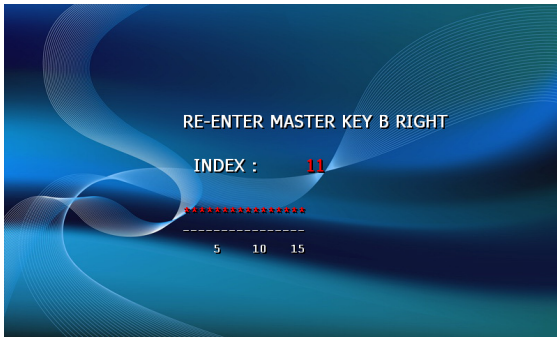 RE-ENTER MASTER KEY B RIGHT
INDEX : 11
****************
----------------
5 10 15